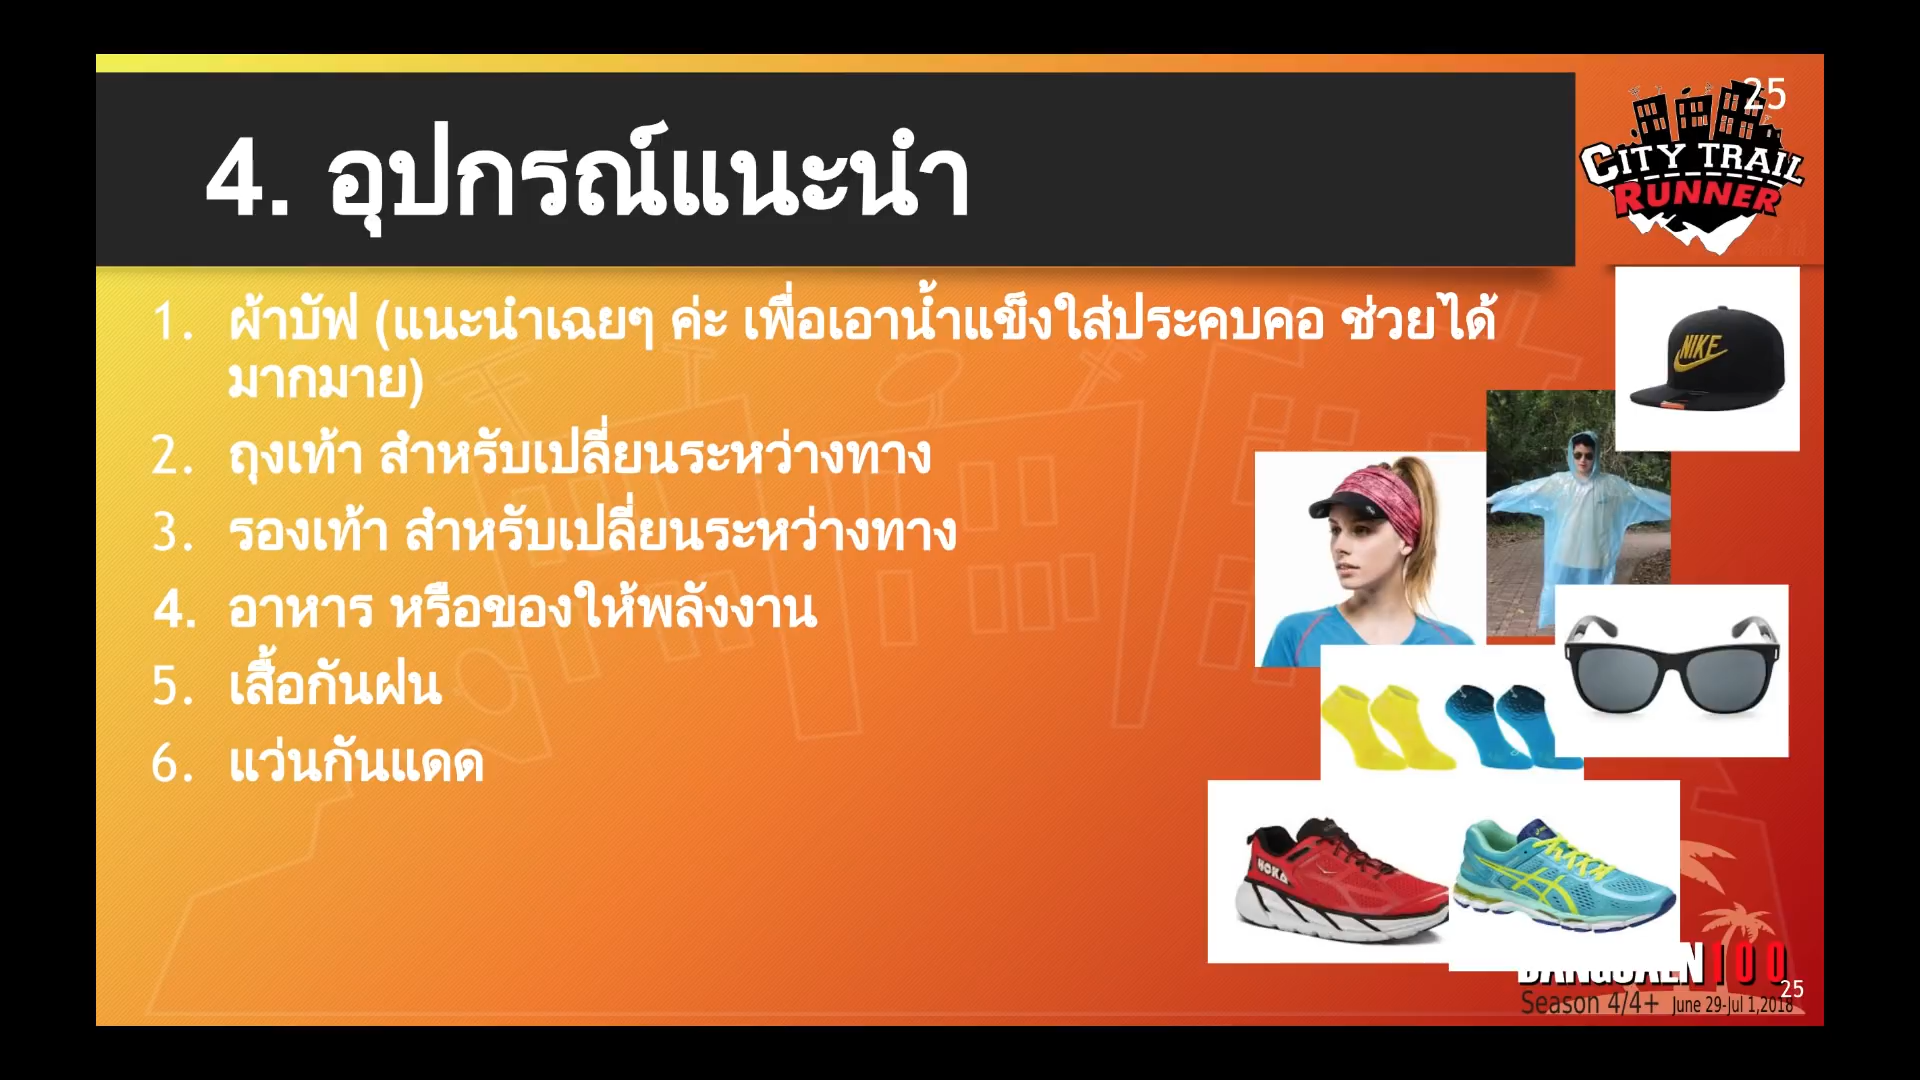 25
4. อุปกรณ์แนะนำ
CITY TRAIL
RUNNER
1. ผ้าบัฟ (แนะนำเฉยๆ ค่ะ เพื่อเอาน้ำแข็งใส่ประคบคอ ช่วยได้
มากมาย)
2. ถุงเท้า สำหรับเปลี่ยนระหว่างทาง
3. รองเท้า สำหรับเปลี่ยนระหว่างทาง
4. อาหาร หรือของให้พลังงาน
5. เสื้อกันฝน
6. แว่นกันแดด
NIKE
HOKA
BANGSAEN100
25
Season 4/4+ June 29-Jul 1,2018